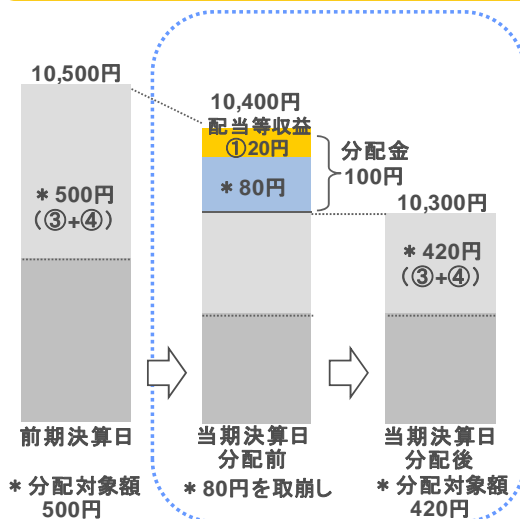 10,500円
＊500円
（③+④）
前期決算日
＊分配対象額
500円
10,400円
配当等収益
①20円
＊80円
分配金
100円
当期決算日
分配前
＊80円を取崩し
10,300円
＊420円
（③+④）
当期決算日
分配後
＊分配対象額
420円